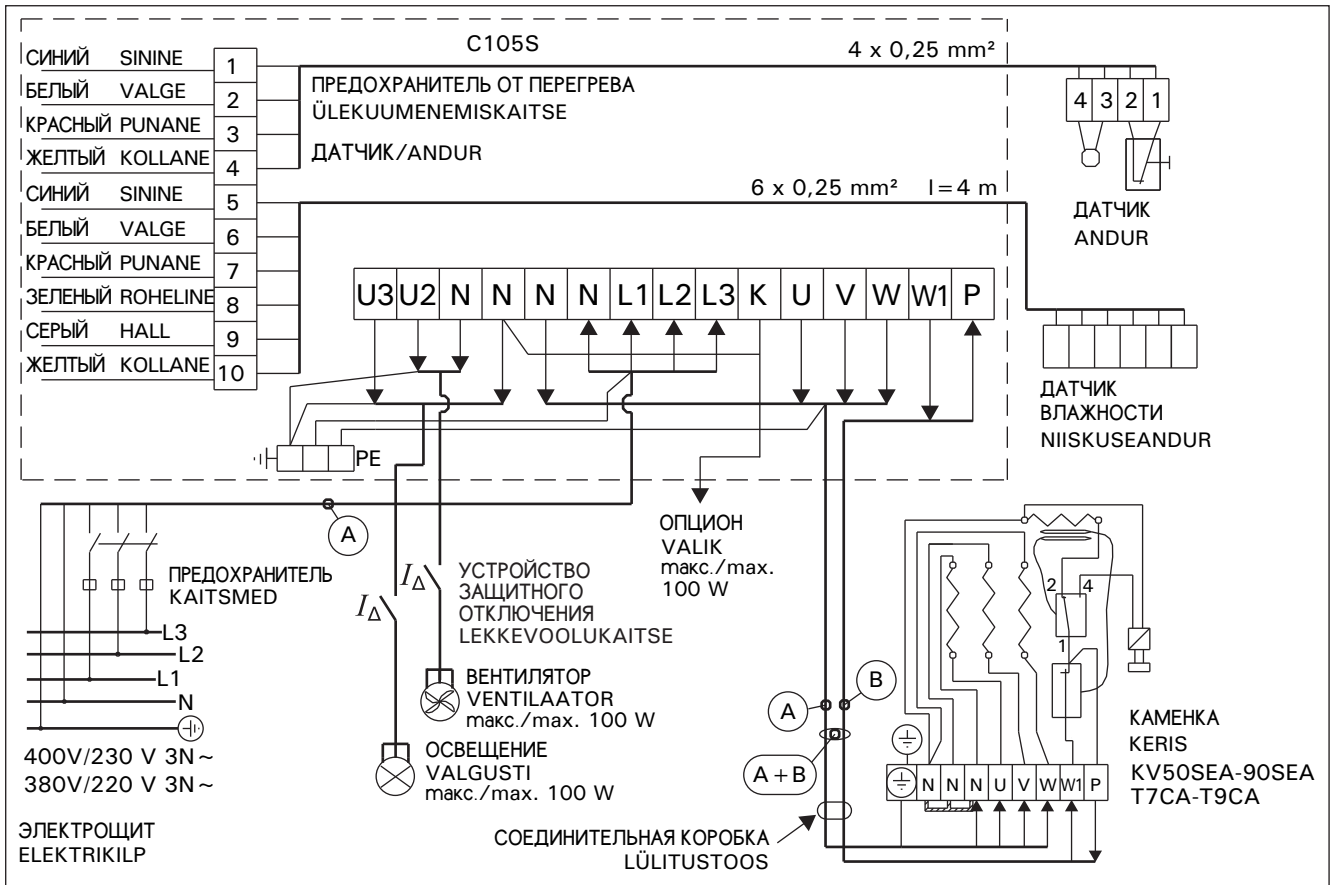 C105S
4 x 0,25 mm²
СИНИЙ SININE 1
БЕЛЫЙ VALGE 2
КРАСНЫЙ PUNANE 3
ЖЕЛТЫЙ KOLLANE 4
СИНИЙ SININE 5
БЕЛЫЙ VALGE 6
КРАСНЫЙ PUNANE 7
ЗЕЛЕНЫЙ ROHELINE 8
СЕРЫЙ HALL 9
ЖЕЛТЫЙ KOLLANE 10
ПРЕДОХРАНИТЕЛЬ ОТ ПЕРЕГРЕВА
ÜLEKUUMENEMISKAITSE
ДАТЧИК/ANDUR
4 3 2 1
ДАТЧИК
ANDUR
6 x 0,25 mm² l=4 m
U3 U2 N N N N L1 L2 L3 K U V W W1 P
ДАТЧИК
ВЛАЖНОСТИ
NIISKUSEANDUR
PE
A
ОПЦИОН
VALIK
макс./max.
100 W
ПРЕДОХРАНИТЕЛЬ
KAITSMED
IΔ
IΔ
УСТРОЙСТВО
ЗАЩИТНОГО
ОТКЛЮЧЕНИЯ
LEKKEVOOLUKAITSE
L3
L2
L1
N
400V/230 V 3N~
380V/220 V 3N~
ЭЛЕКТРОЩИТ
ELEKTRIKILP
ВЕНТИЛЯТОР
VENTILAATOR
макс./max. 100 W
ОСВЕЩЕНИЕ
VALGUSTI
макс./max. 100 W
A
B
A+B
СОЕДИНИТЕЛЬНАЯ КОРОБКА
LÜLITUSTOOS
2 4
1
N N N U V W W1 P
КАМЕНКА
KERIS
KV50SEA-90SEA
T7CA-T9CA